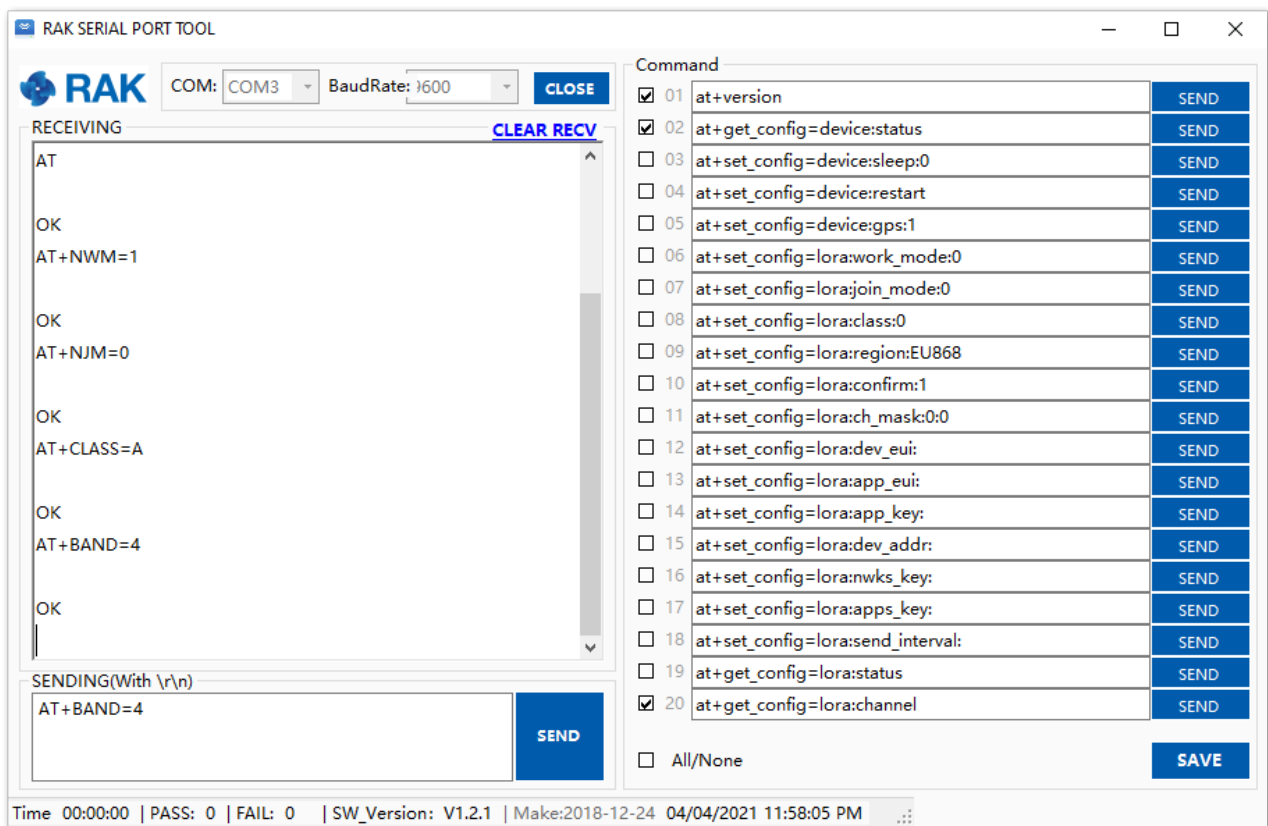 RAK SERIAL PORT TOOL
RAK
COM: COM3 BaudRate: 9600 CLOSE
RECEIVING CLEAR RECV
AT
OK
AT+NWM=1
OK
AT+NJM=0
OK
AT+CLASS=A
OK
AT+BAND=4
OK
SENDING(With \r\n)
AT+BAND=4
SEND
Command
01 at+version SEND
02 at+get_config=device:status SEND
03 at+set_config=device:sleep:0 SEND
04 at+set_config=device:restart SEND
05 at+set_config=device:gps:1 SEND
06 at+set_config=lora:work_mode:0 SEND
07 at+set_config=lora:join_mode:0 SEND
08 at+set_config=lora:class:0 SEND
09 at+set_config=lora:region:EU868 SEND
10 at+set_config=lora:confirm:1 SEND
11 at+set_config=lora:ch_mask:0:0 SEND
12 at+set_config=lora:dev_eui: SEND
13 at+set_config=lora:app_eui: SEND
14 at+set_config=lora:app_key: SEND
15 at+set_config=lora:dev_addr: SEND
16 at+set_config=lora:nwks_key: SEND
17 at+set_config=lora:apps_key: SEND
18 at+set_config=lora:send_interval: SEND
19 at+get_config=lora:status SEND
20 at+get_config=lora:channel SEND
All/None SAVE
Time 00:00:00 | PASS: 0 | FAIL: 0 | SW_Version: V1.2.1 | Make:2018-12-24 04/04/2021 11:58:05 PM